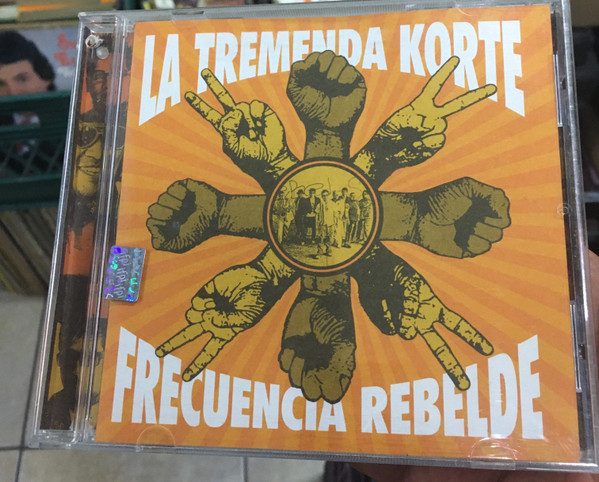 LA TREMENDA KORTE
FRECUENCIA REBELDE